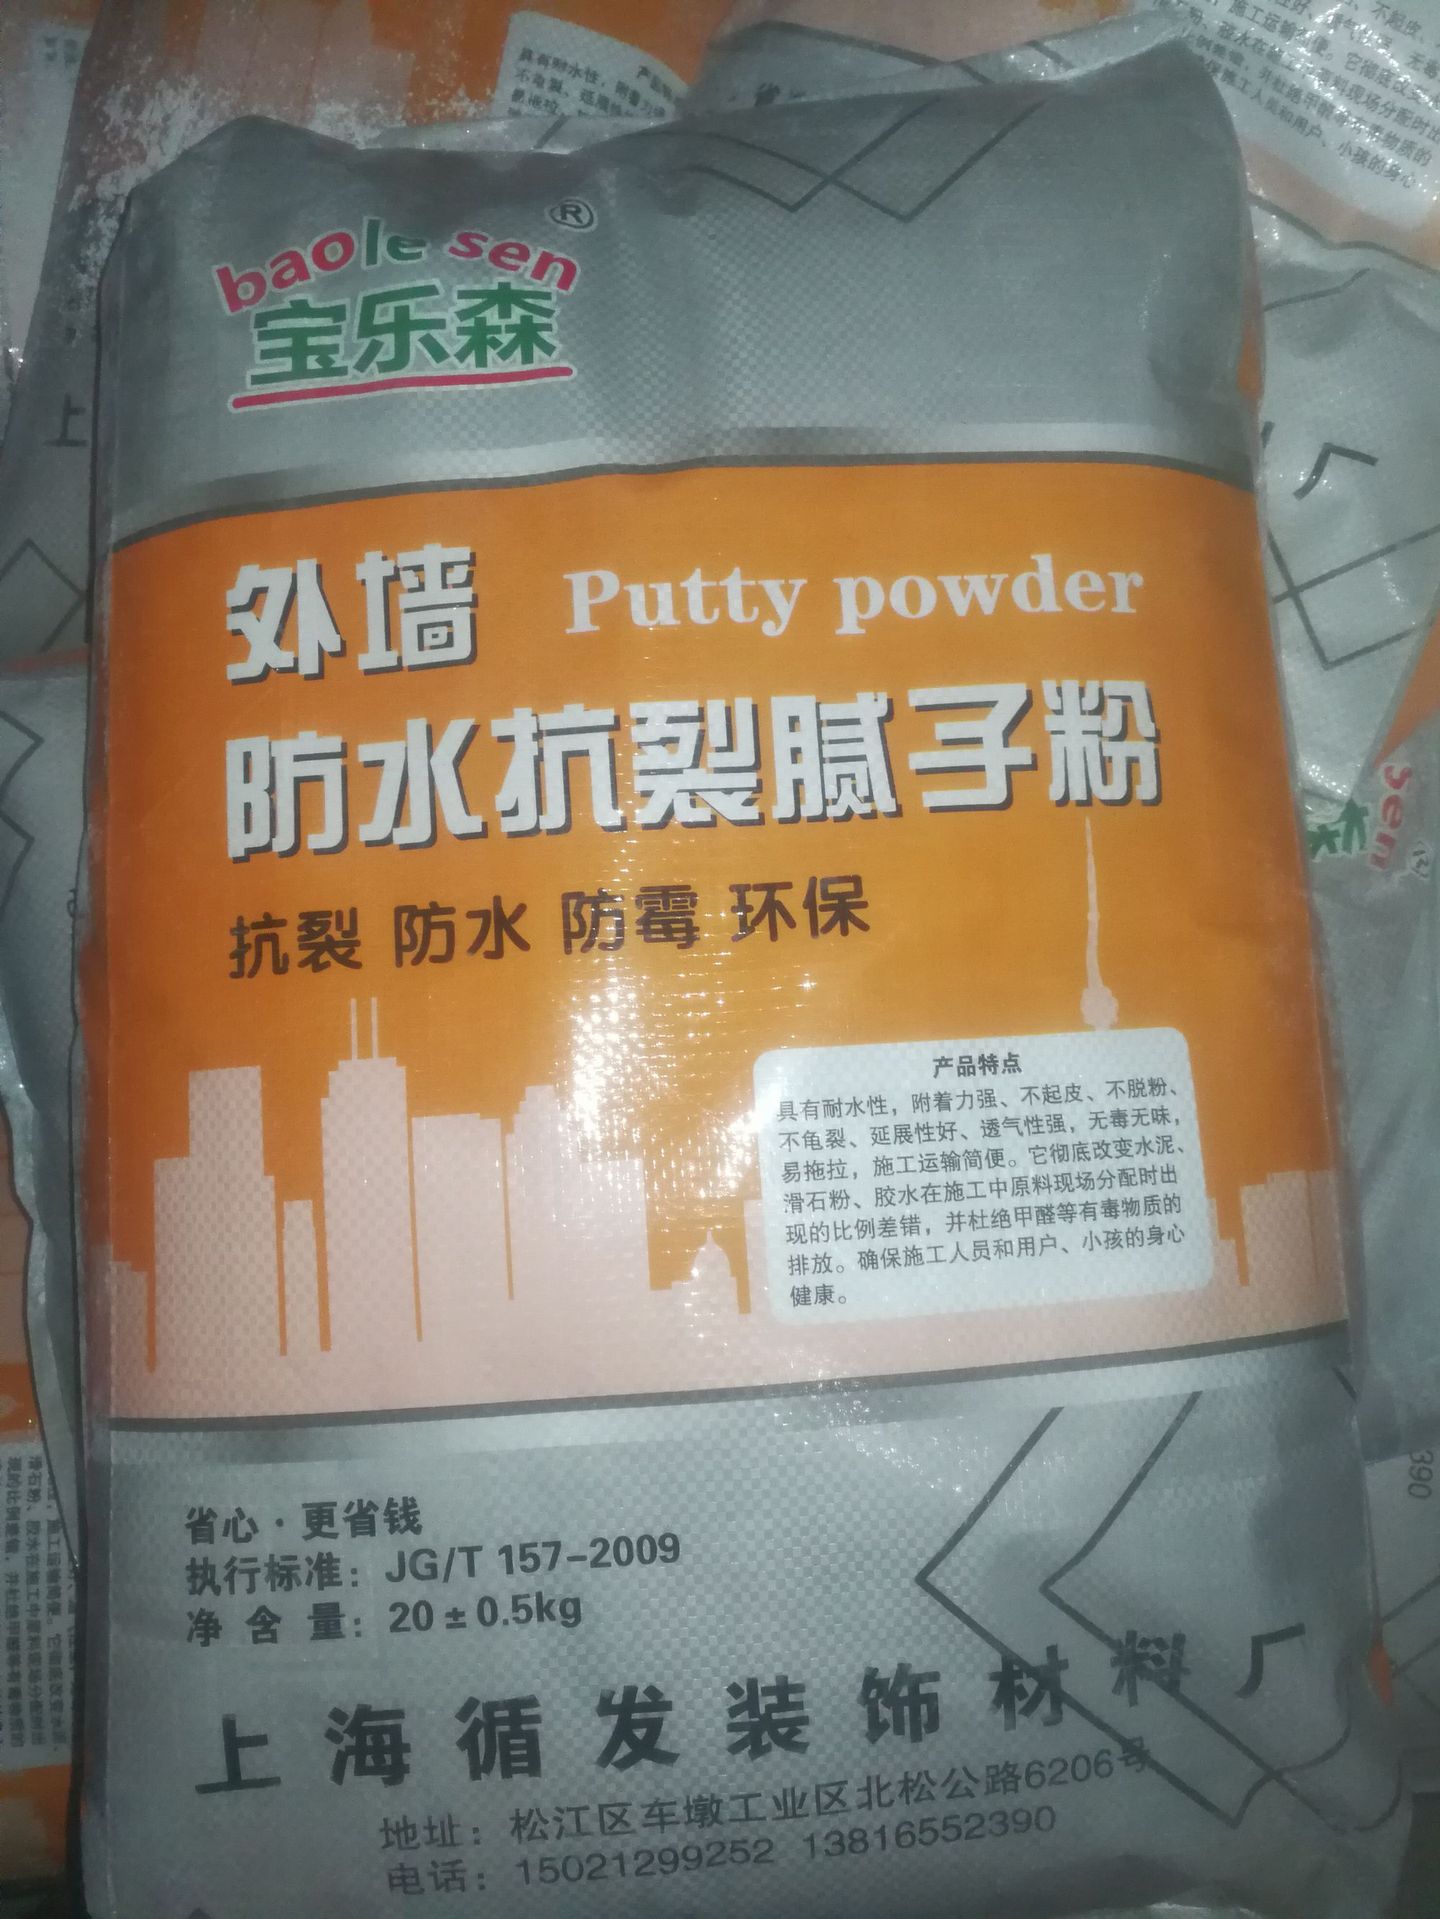 baole sen®
宝乐森
外墙 Putty powder
防水抗裂腻子粉
抗裂 防水 防霉 环保
产品特点
具有耐水性，附着力强、不起皮、不脱粉、
不龟裂、延展性好、透气性强，无毒无味，
易拖拉，施工运输简便。它彻底改变水泥、
滑石粉、胶水在施工中原料现场分配时出
现的比例差错，并杜绝甲醛等有毒物质的
排放。确保施工人员和用户、小孩的身心
健康。
省心·更省钱
执行标准：JG/T 157-2009
净 含 量：20±0.5kg
上海循发装饰材料厂
地址：松江区车墩工业区北松公路6206号
电话：15021299252 13816552390